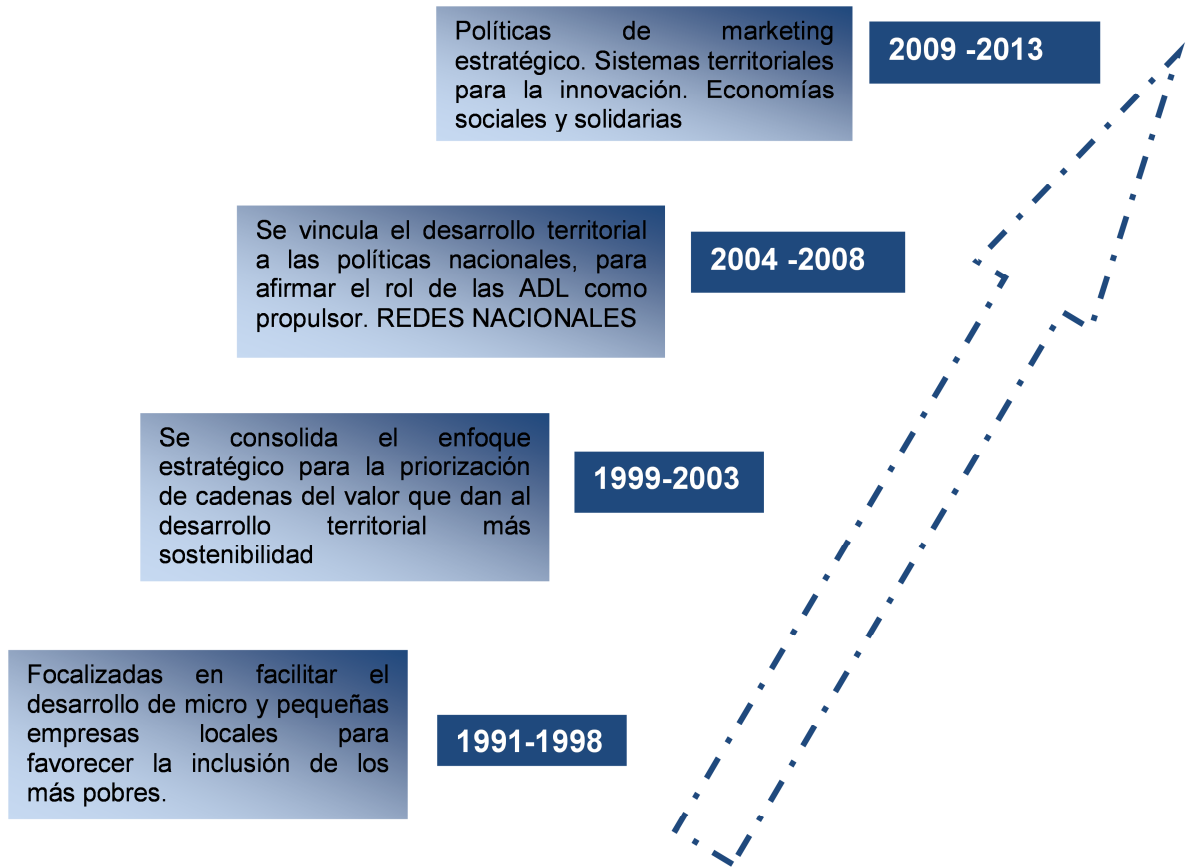 Políticas de marketing
estratégico. Sistemas territoriales
para la innovación. Economías
sociales y solidarias
2009 -2013
Se vincula el desarrollo territorial
a las políticas nacionales, para
afirmar el rol de las ADL como
propulsor. REDES NACIONALES
2004 -2008
Se consolida el enfoque
estratégico para la priorización
de cadenas del valor que dan al
desarrollo territorial más
sostenibilidad
1999-2003
Focalizadas en facilitar el
desarrollo de micro y pequeñas
empresas locales para
favorecer la inclusión de los
más pobres.
1991-1998